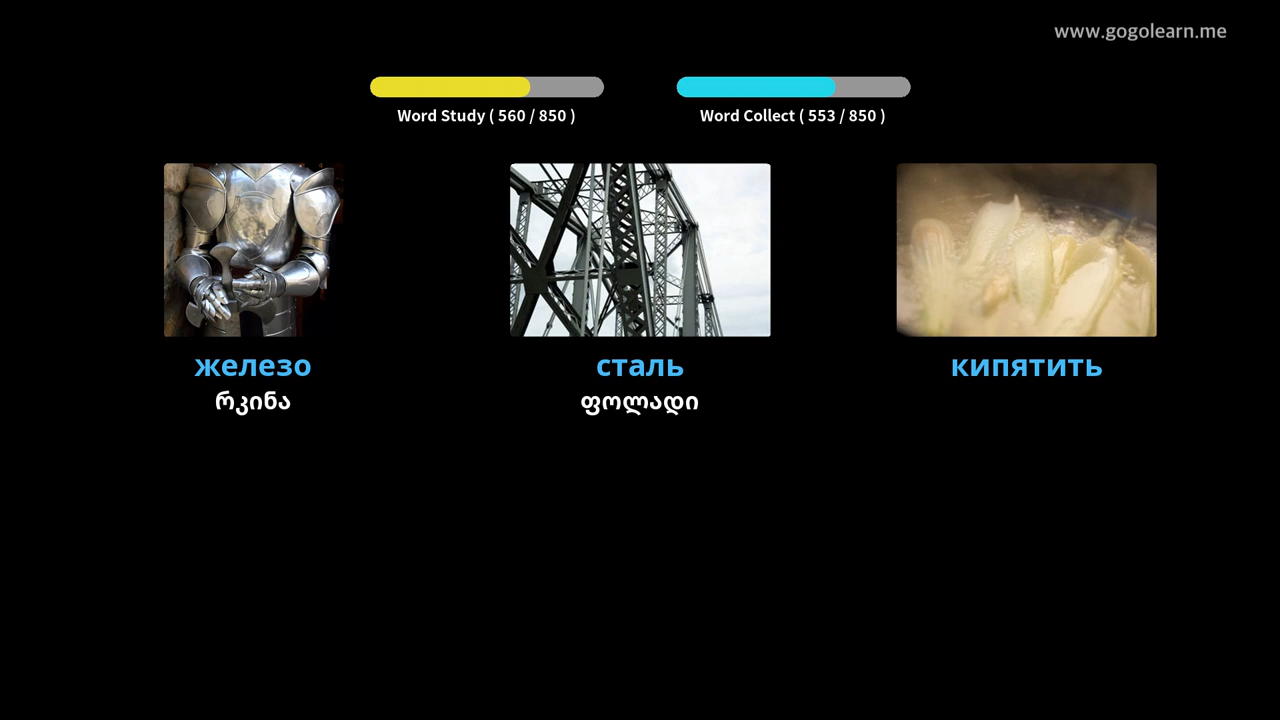 www.gogolearn.me
Word Study ( 560 / 850 )
Word Collect ( 553 / 850 )
железо
сталь
кипятить
რკინა
ფოლადი